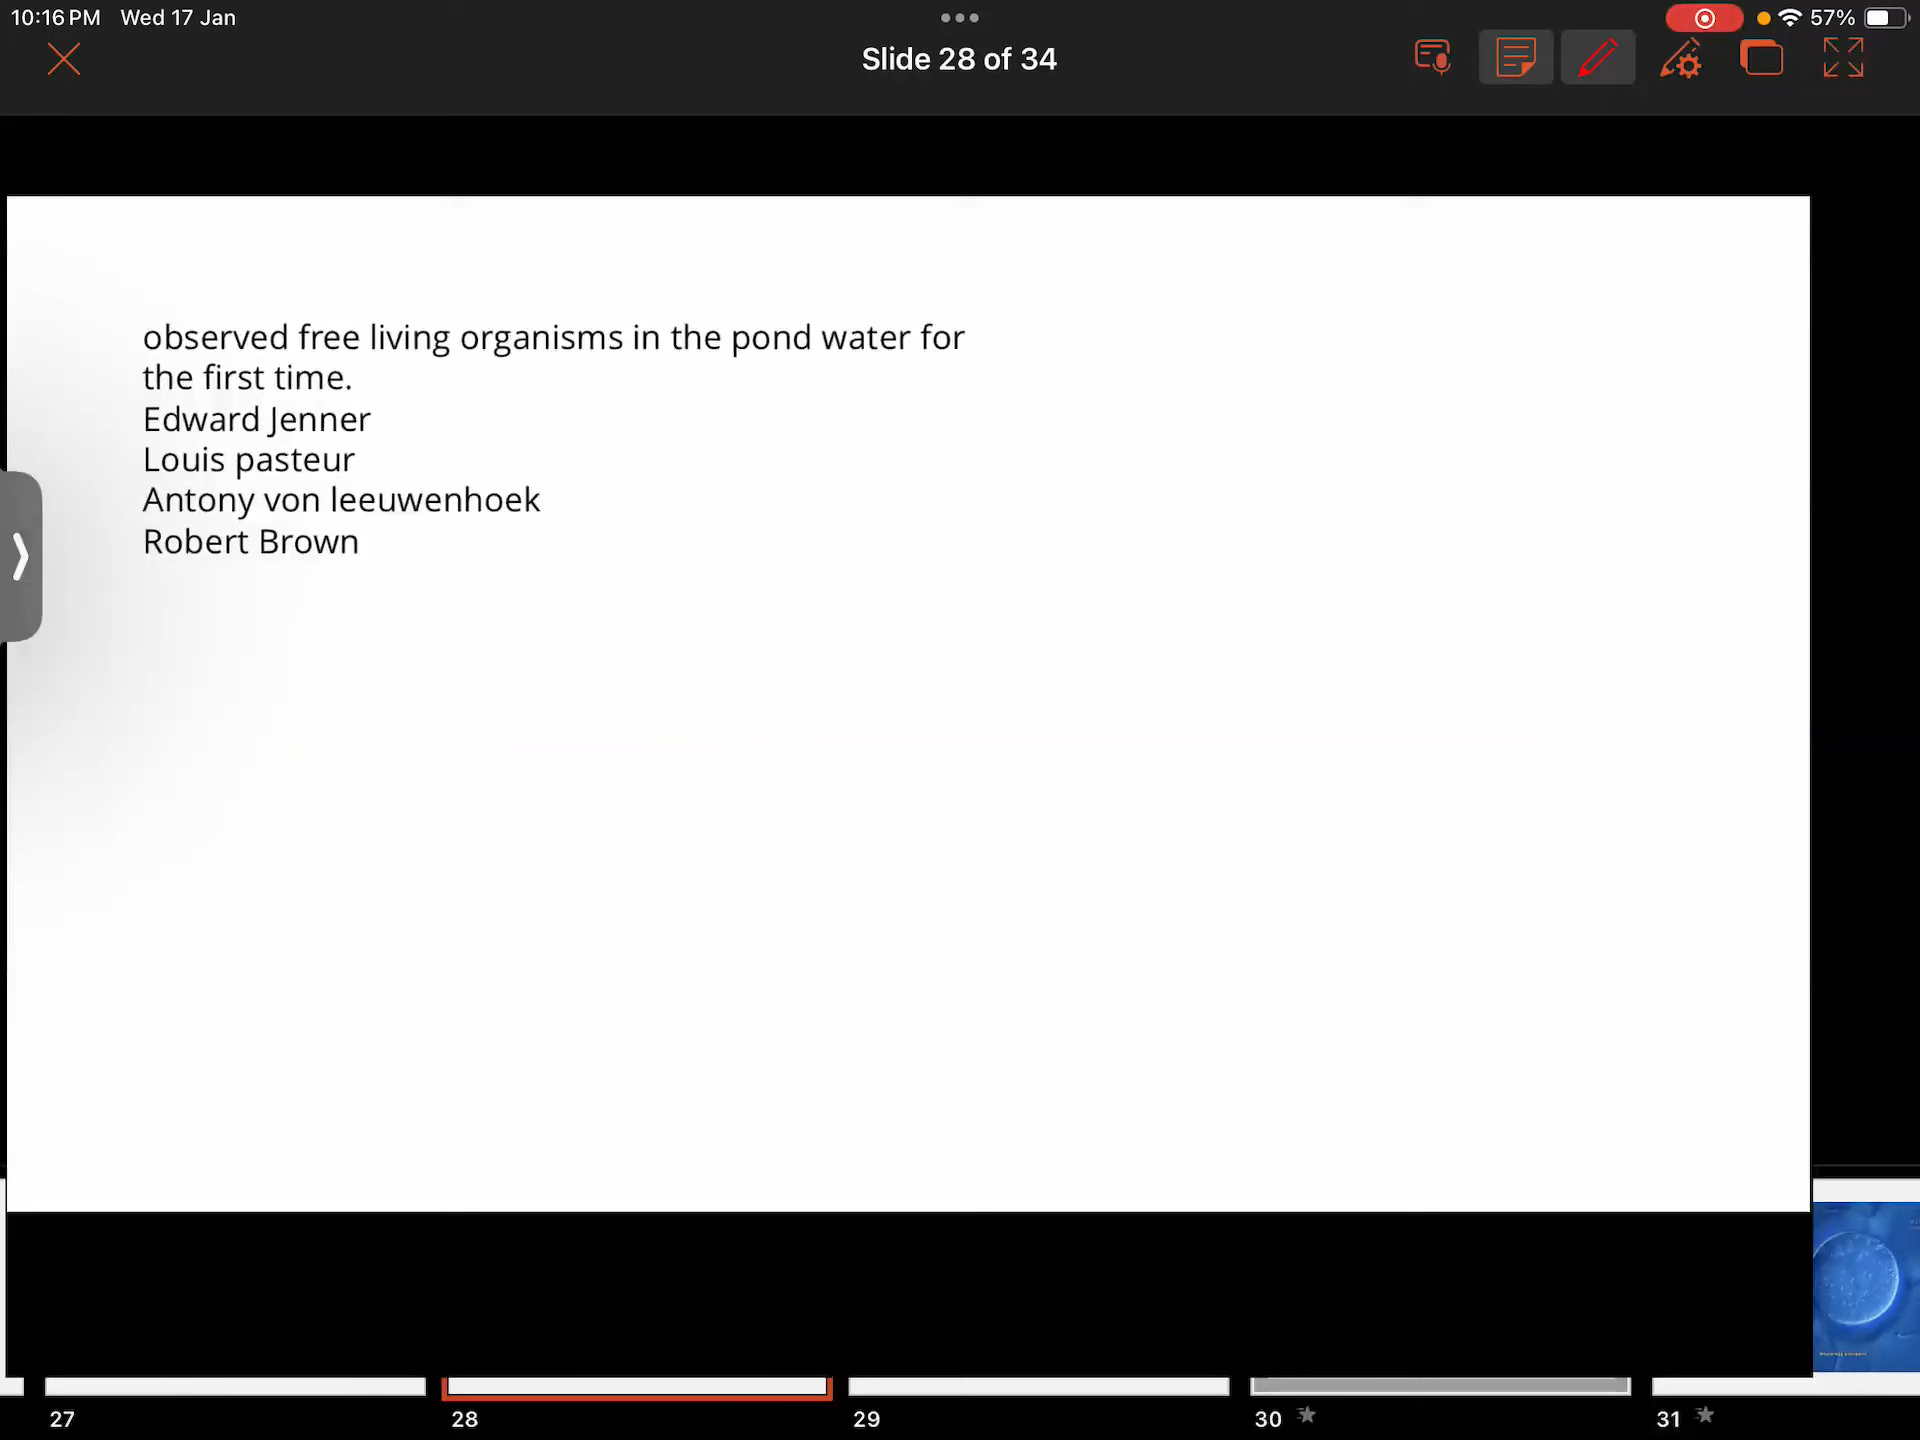 10:16 PM Wed 17 Jan
57%
Slide 28 of 34
observed free living organisms in the pond water for
the first time.
Edward Jenner
Louis pasteur
Antony von leeuwenhoek
Robert Brown
27
28
29
30
31